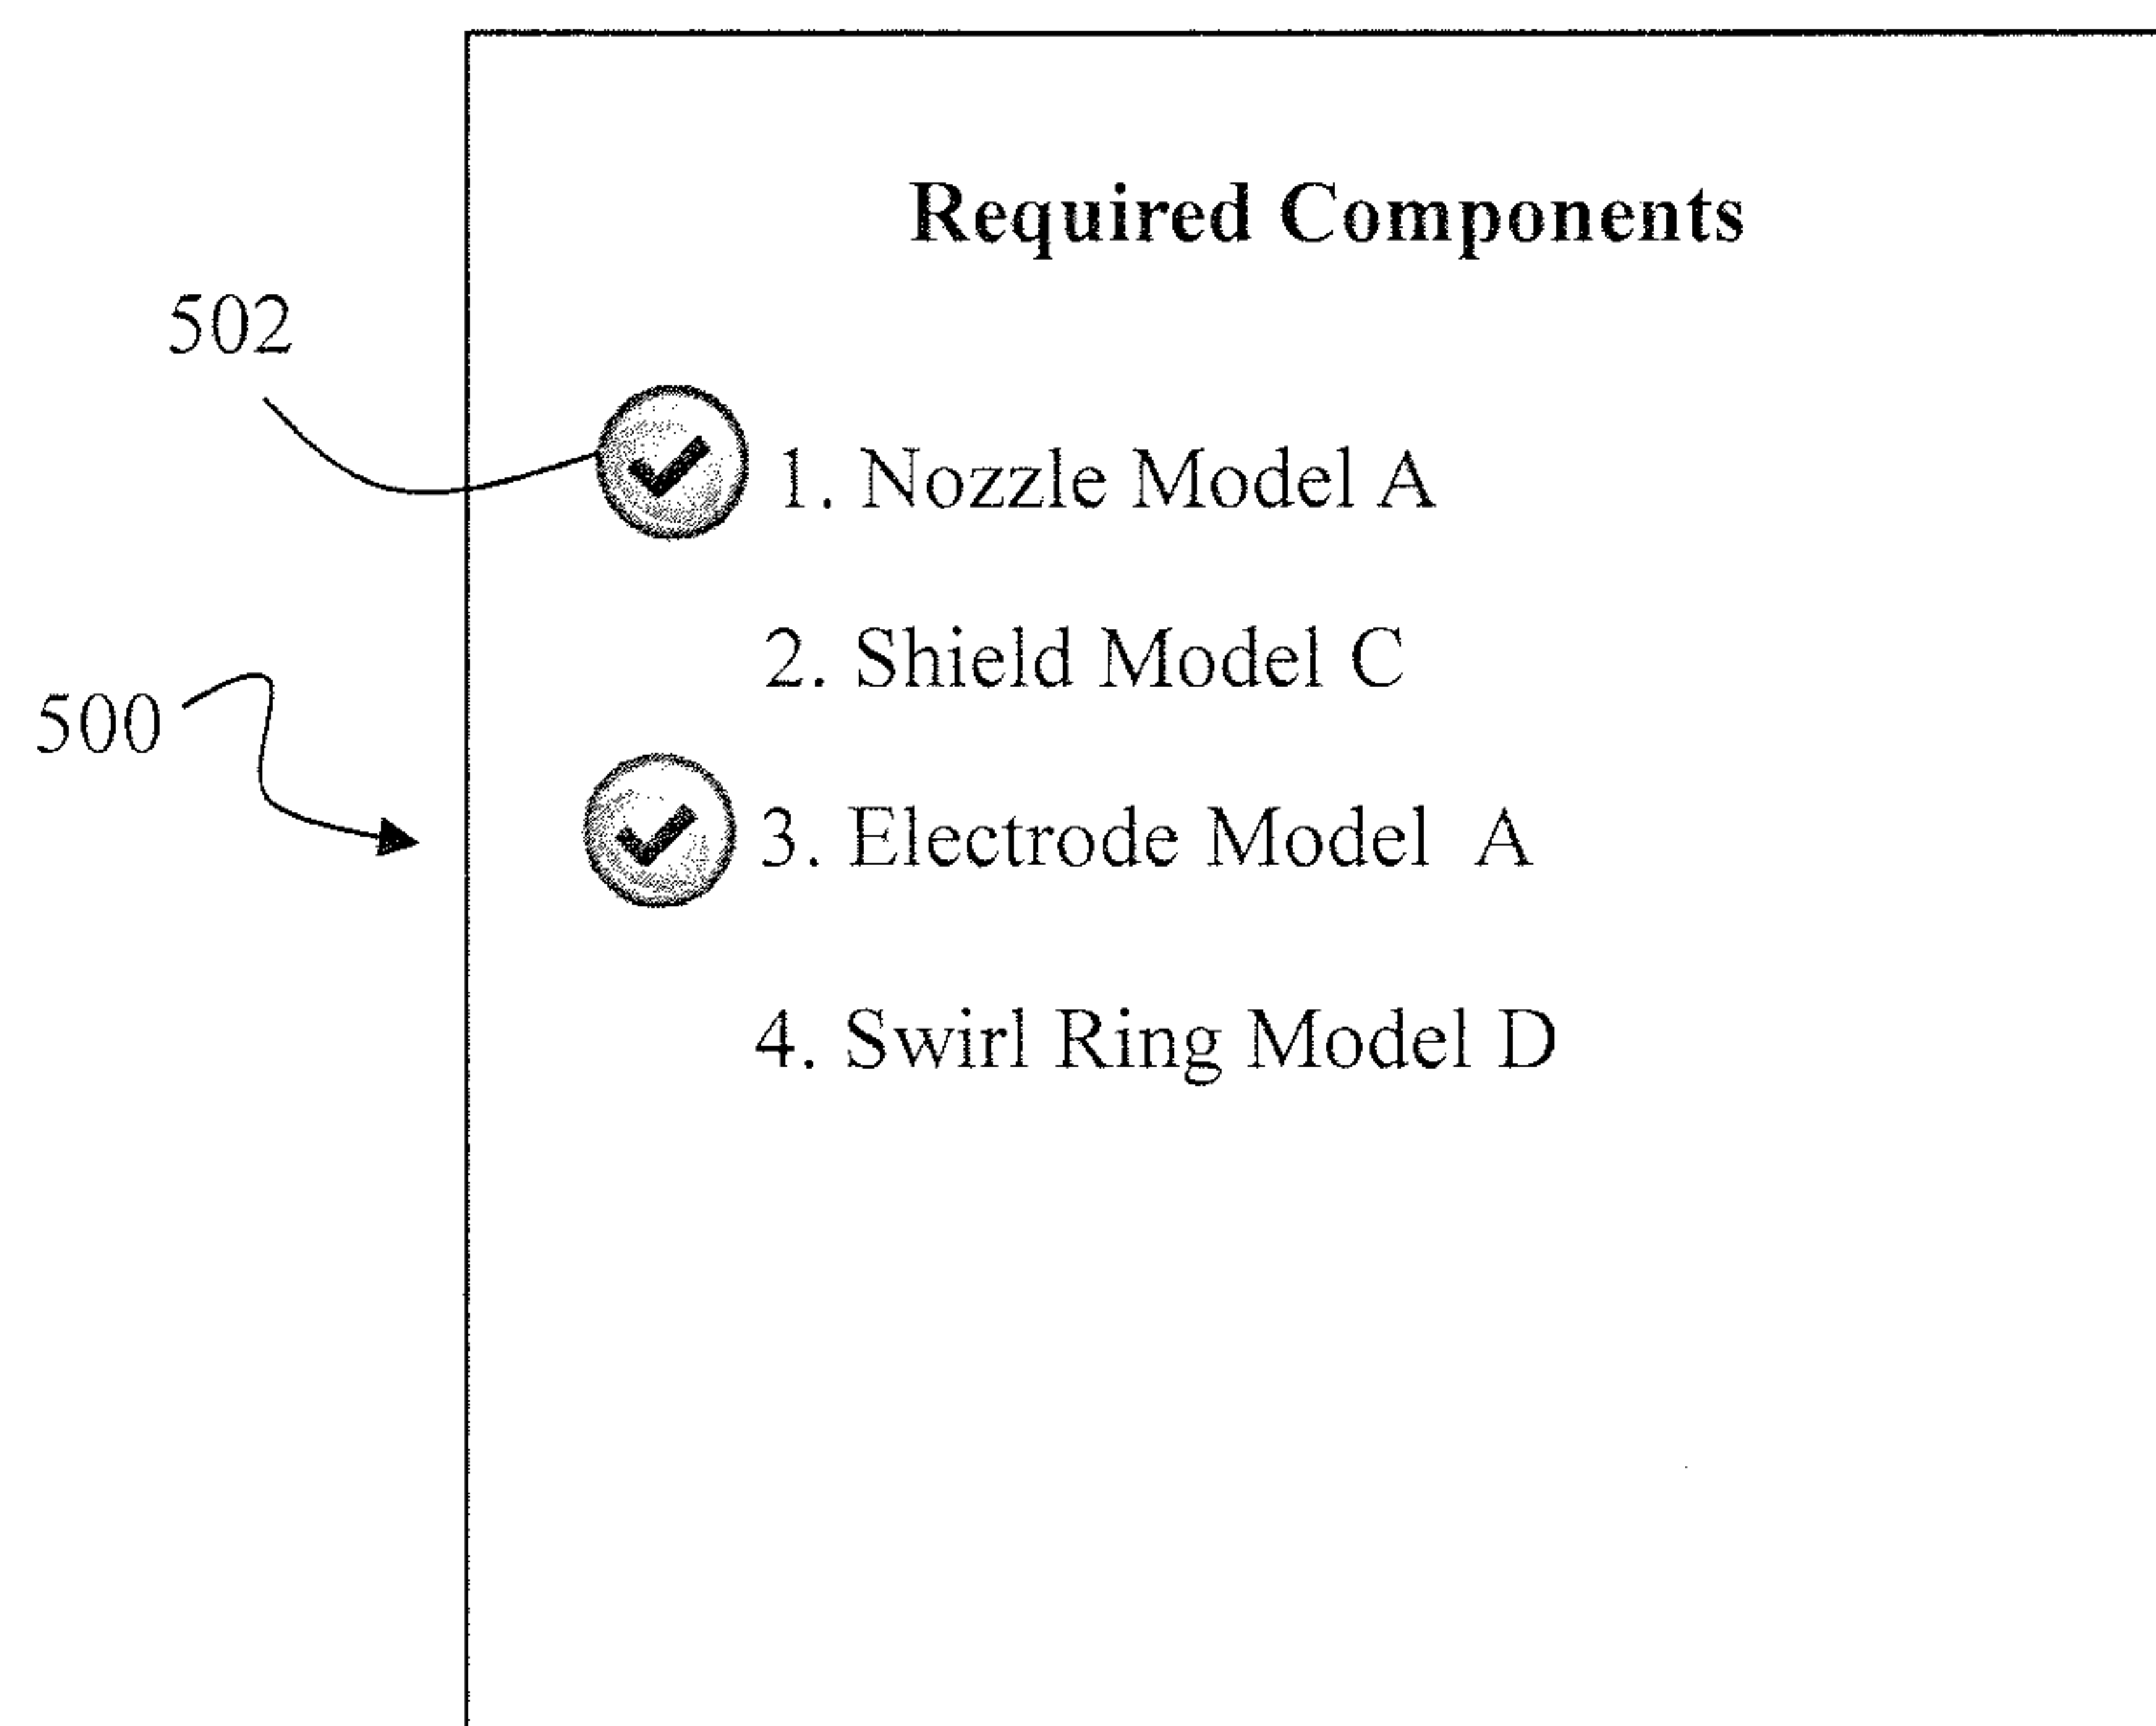 Required Components
502
1. Nozzle Model A
2. Shield Model C
500
3. Electrode Model A
4. Swirl Ring Model D